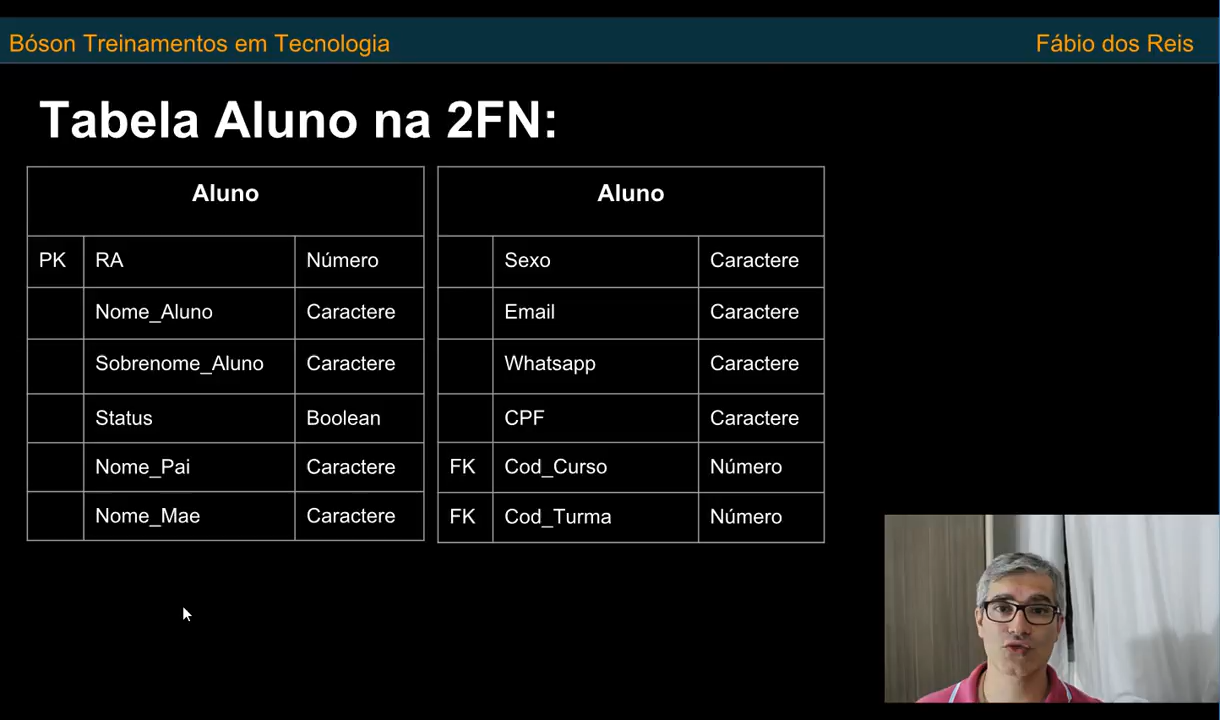 Bóson Treinamentos em Tecnologia
Fábio dos Reis
Tabela Aluno na 2FN:
Aluno
PK RA Número
Nome_Aluno Caractere
Sobrenome_Aluno Caractere
Status Boolean
Nome_Pai Caractere
Nome_Mae Caractere
Aluno
Sexo Caractere
Email Caractere
Whatsapp Caractere
CPF Caractere
FK Cod_Curso Número
FK Cod_Turma Número